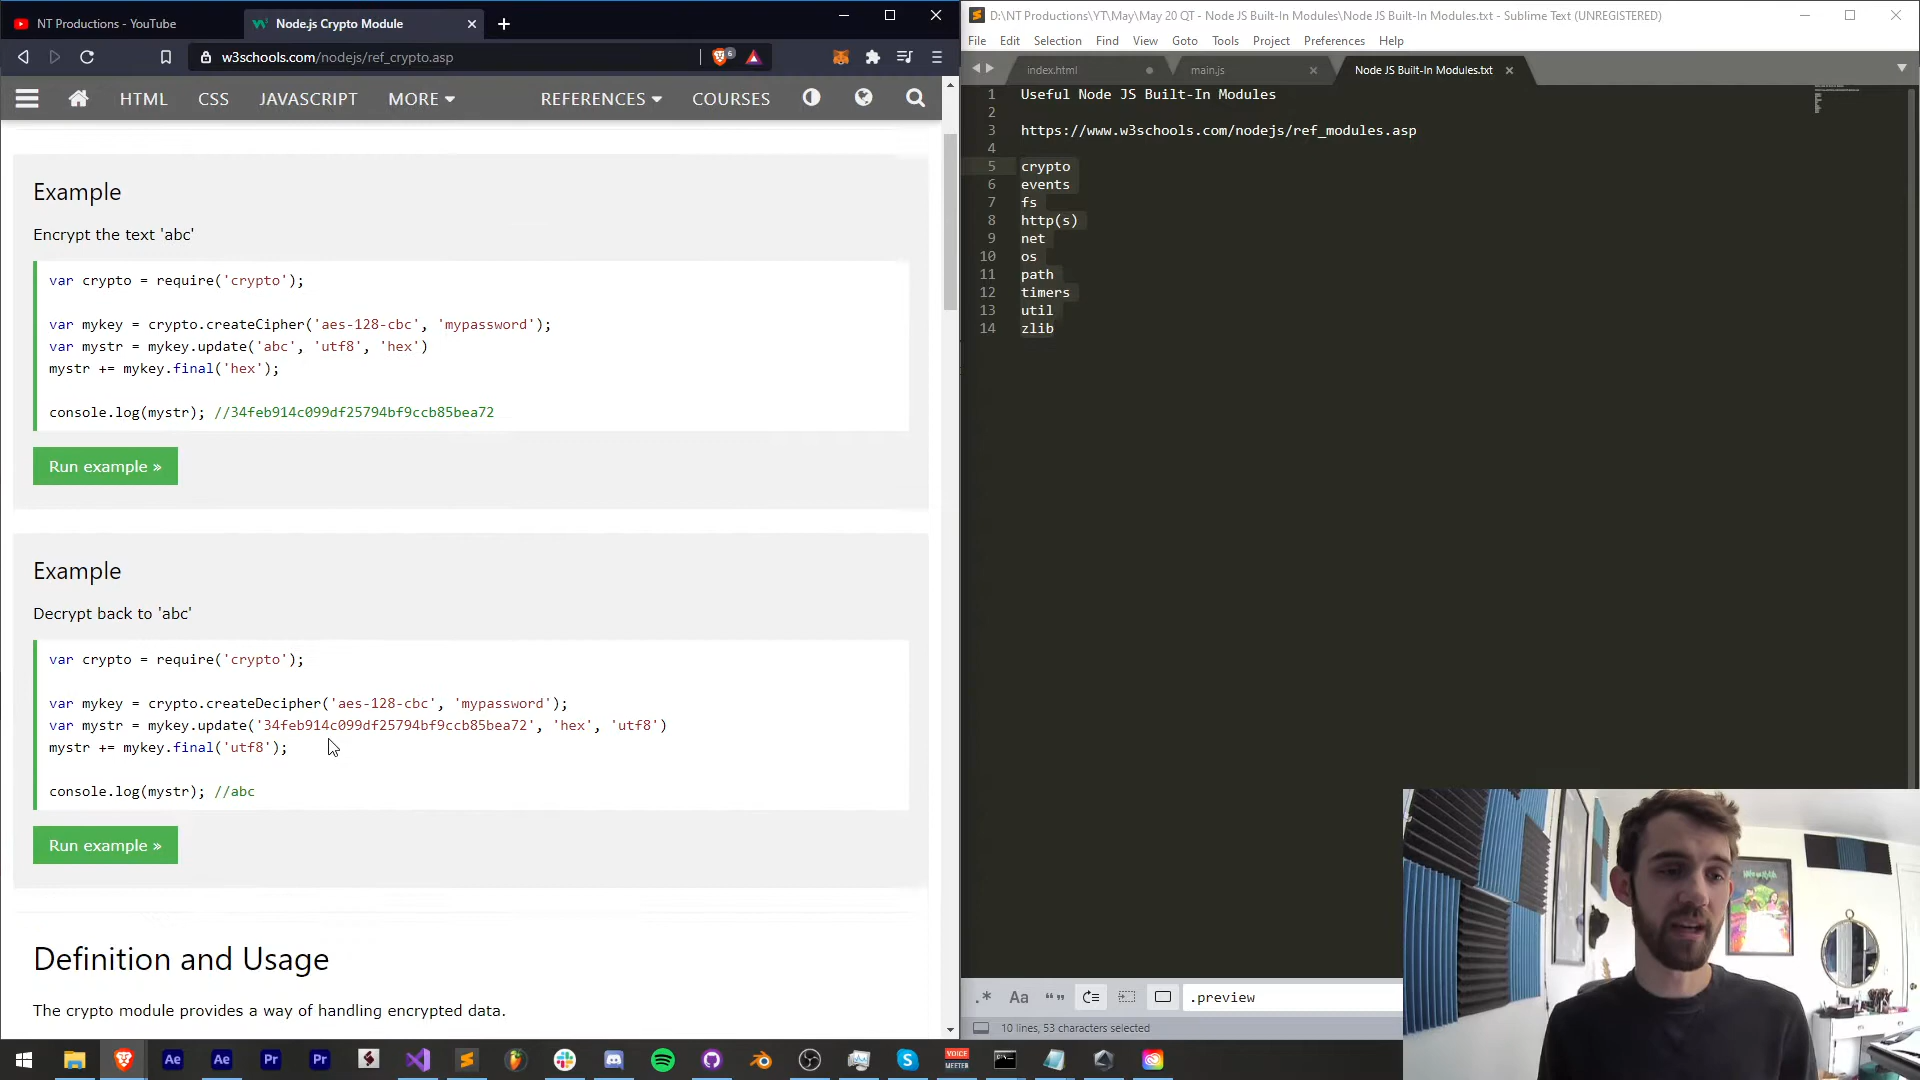 NT Productions - YouTube
Node.js Crypto Module
w3schools.com/nodejs/ref_crypto.asp
6
HTML CSS JAVASCRIPT MORE REFERENCES COURSES
Example
Encrypt the text 'abc'
var crypto = require('crypto');
var mykey = crypto.createCipher('aes-128-cbc', 'mypassword');
var mystr = mykey.update('abc', 'utf8', 'hex')
mystr += mykey.final('hex');
console.log(mystr); //34feb914c099df25794bf9ccb85bea72
Run example »
Example
Decrypt back to 'abc'
var crypto = require('crypto');
var mykey = crypto.createDecipher('aes-128-cbc', 'mypassword');
var mystr = mykey.update('34feb914c099df25794bf9ccb85bea72', 'hex', 'utf8')
mystr += mykey.final('utf8');
console.log(mystr); //abc
Run example »
Definition and Usage
The crypto module provides a way of handling encrypted data.
D:\NT Productions\YT\May\May 20 QT - Node JS Built-In Modules\Node JS Built-In Modules.txt - Sublime Text (UNREGISTERED)
File Edit Selection Find View Goto Tools Project Preferences Help
index.html main.js Node JS Built-In Modules.txt
1 Useful Node JS Built-In Modules
2
3 https://www.w3schools.com/nodejs/ref_modules.asp
4
5 crypto
6 events
7 fs
8 http(s)
9 net
10 os
11 path
12 timers
13 util
14 zlib
.* Aa “” .preview
10 lines, 53 characters selected
Ae Ae Pr Pr VOICE
MEETER